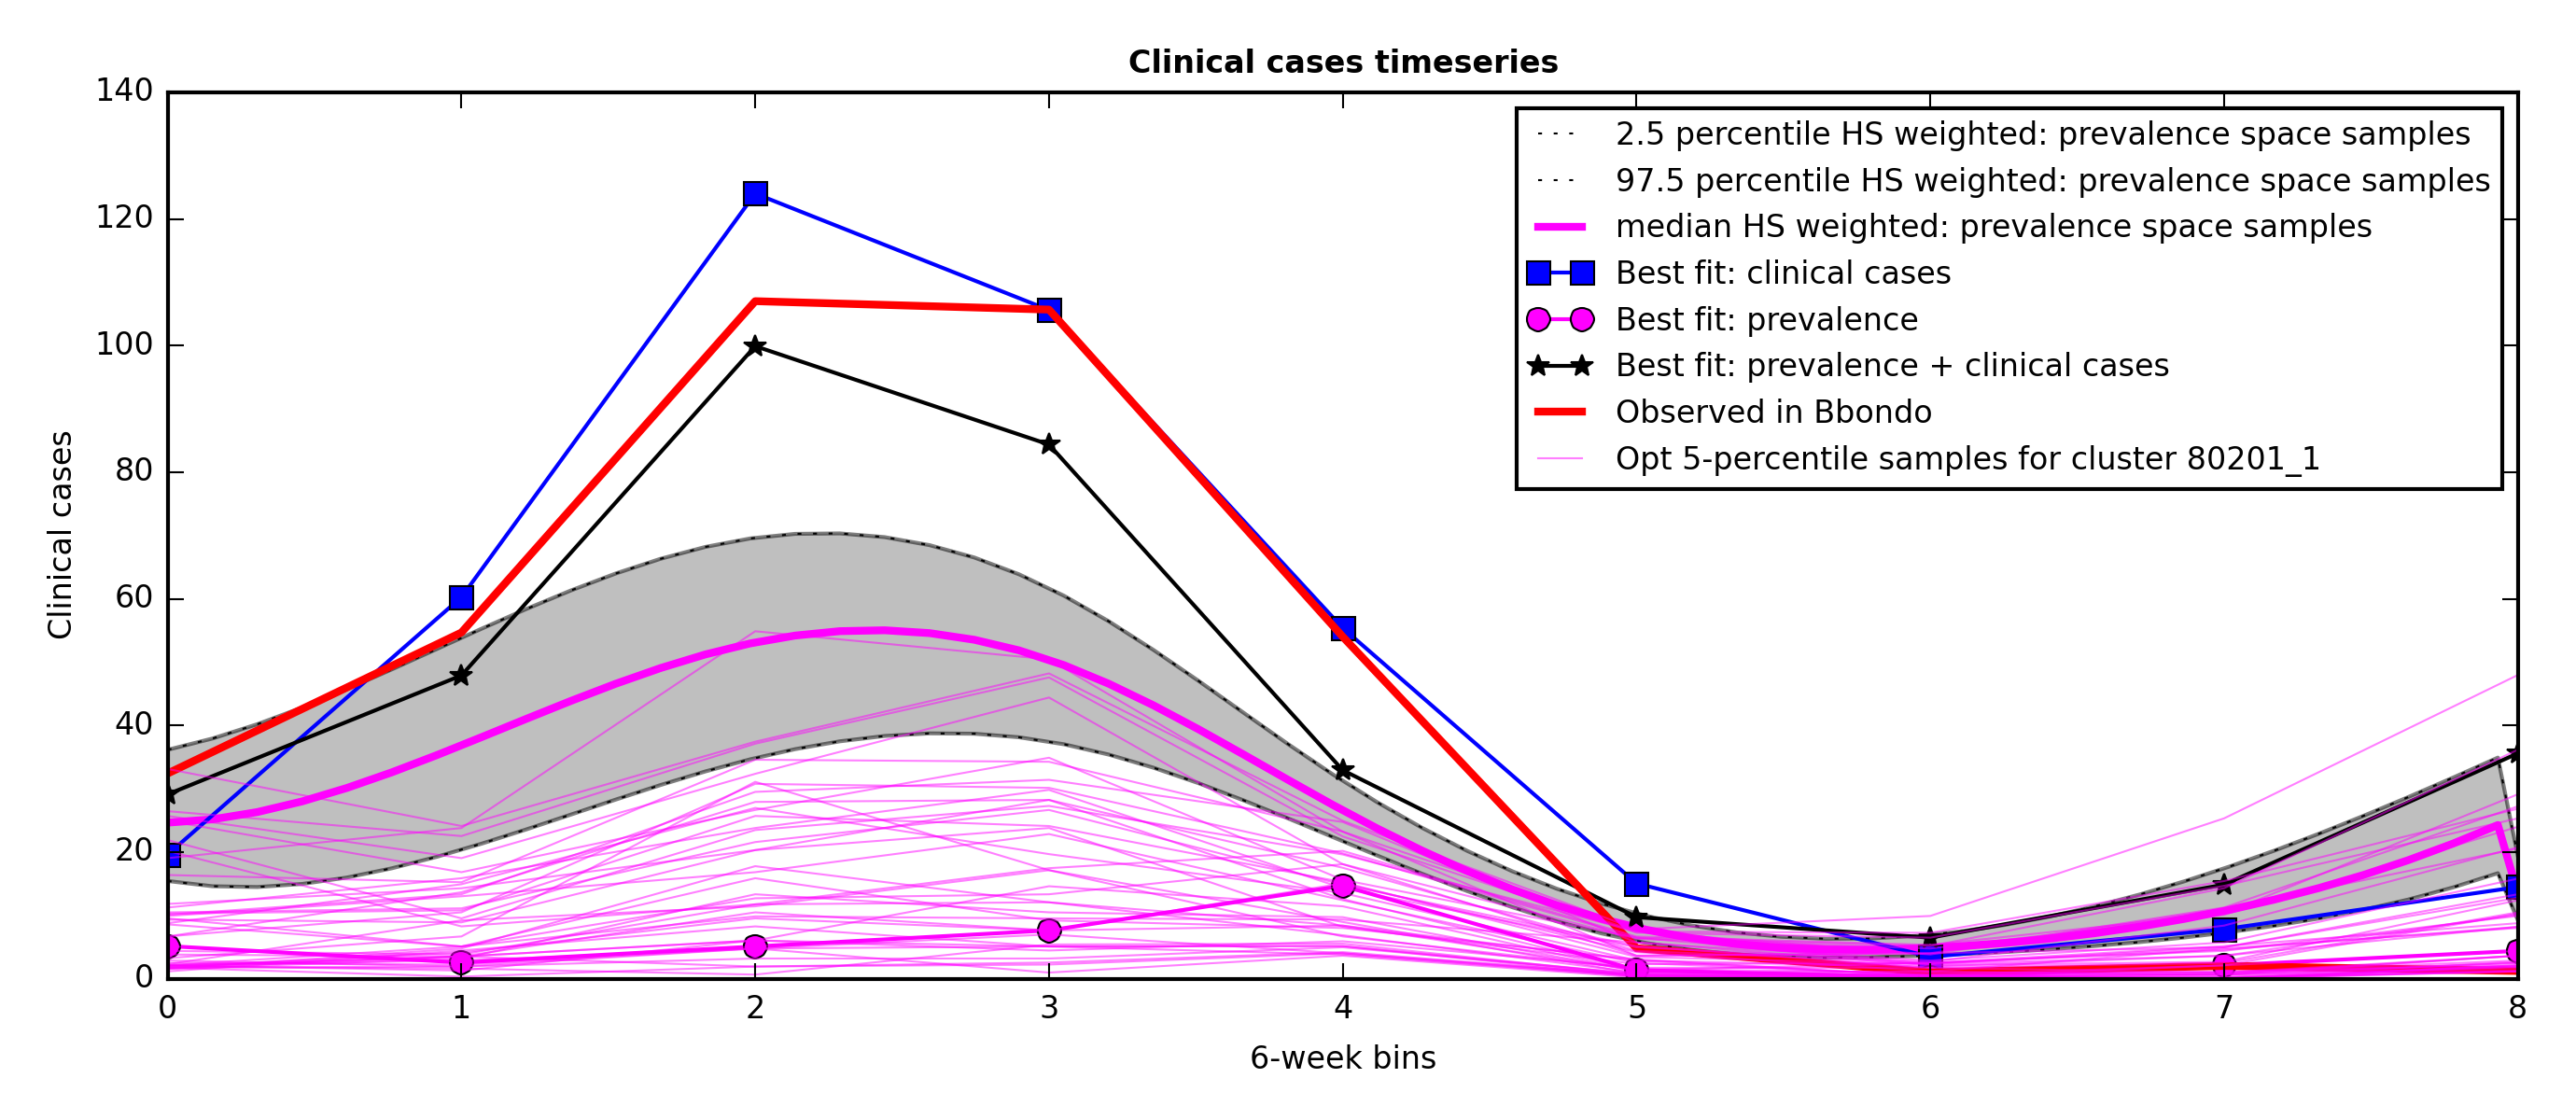 Clinical cases timeseries
140
120
100
80
60
40
20
0
Clinical cases
2.5 percentile HS weighted: prevalence space samples
97.5 percentile HS weighted: prevalence space samples
median HS weighted: prevalence space samples
Best fit: clinical cases
Best fit: prevalence
Best fit: prevalence + clinical cases
Observed in Bbondo
Opt 5-percentile samples for cluster 80201_1
0 1 2 3 4 5 6 7 8
6-week bins